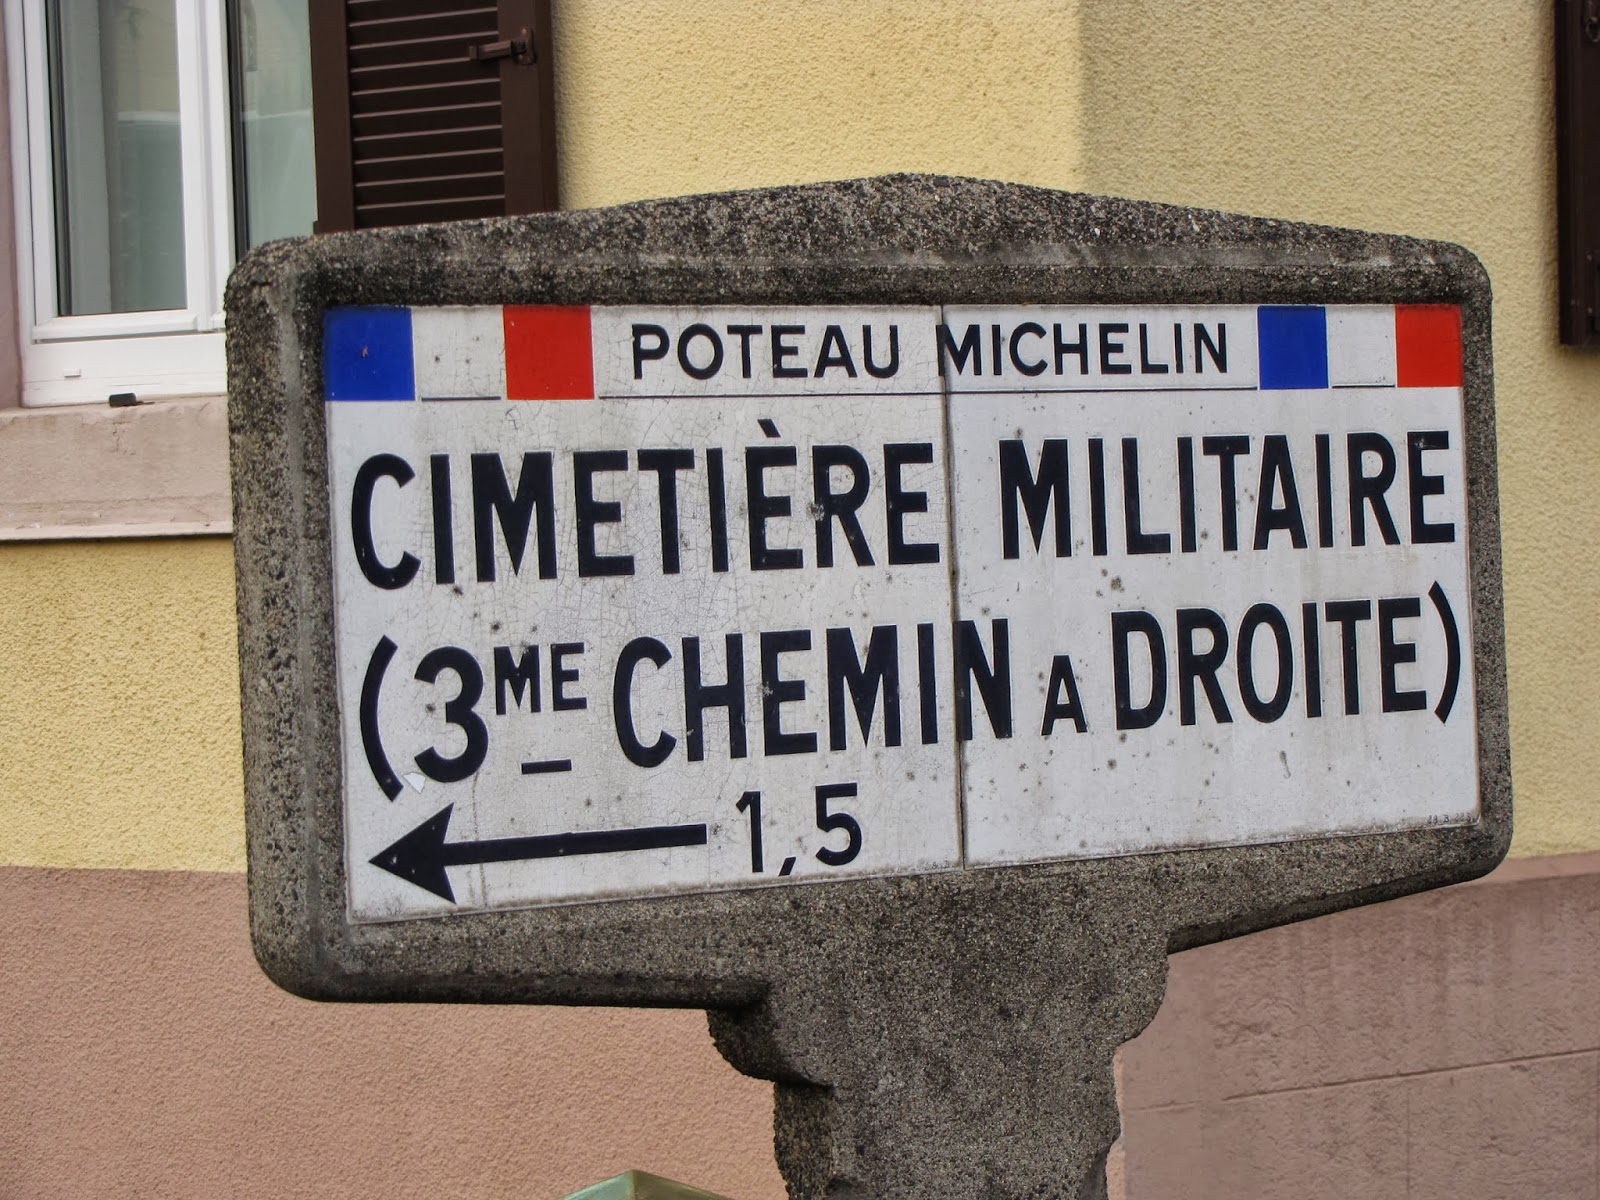 POTEAU MICHELIN
CIMETIÈRE MILITAIRE
(3ME CHEMIN A DROITE)
1,5